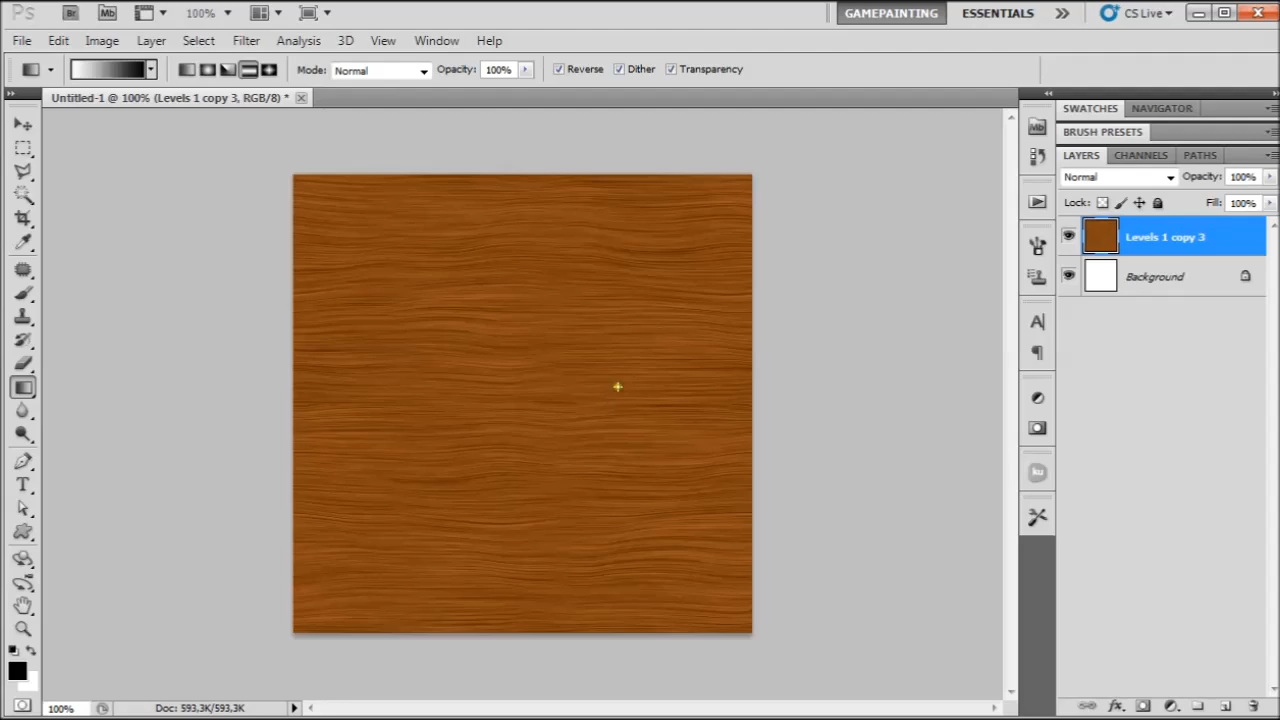 Ps Br Mb 100% GAMEPAINTING ESSENTIALS CS Live
File Edit Image Layer Select Filter Analysis 3D View Window Help
Mode: Normal Opacity: 100% Reverse Dither Transparency
Untitled-1 @ 100% (Levels 1 copy 3, RGB/8) *
SWATCHES NAVIGATOR
Mb
BRUSH PRESETS
LAYERS CHANNELS PATHS
Normal Opacity: 100%
Lock: Fill: 100%
Levels 1 copy 3
Background
A
ku
T
fx
100% Doc: 593,3K/593,3K